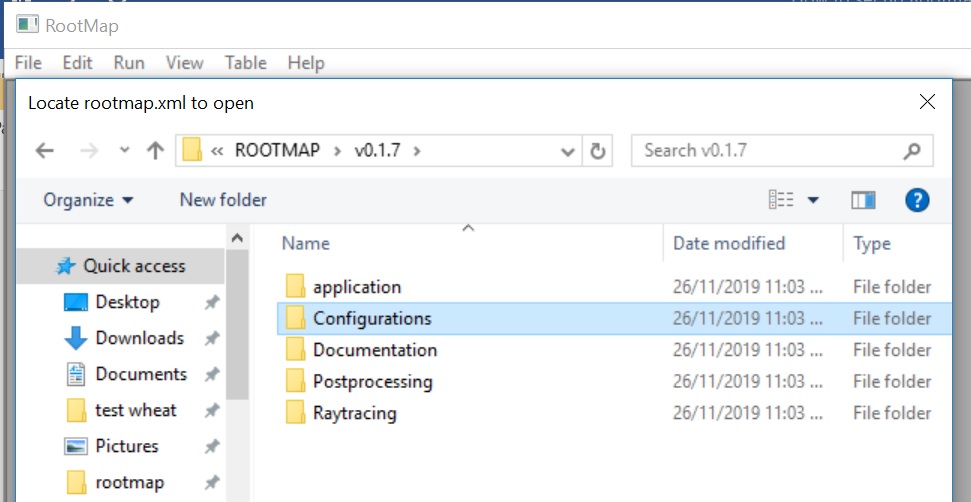 RootMap
File Edit Run View Table Help
Locate rootmap.xml to open
« ROOTMAP > v0.1.7 > Search v0.1.7
Organize New folder
Name Date modified Type
Quick access
Desktop
Downloads
Documents
test wheat
Pictures
rootmap
application 26/11/2019 11:03 ... File folder
Configurations 26/11/2019 11:03 ... File folder
Documentation 26/11/2019 11:03 ... File folder
Postprocessing 26/11/2019 11:03 ... File folder
Raytracing 26/11/2019 11:03 ... File folder